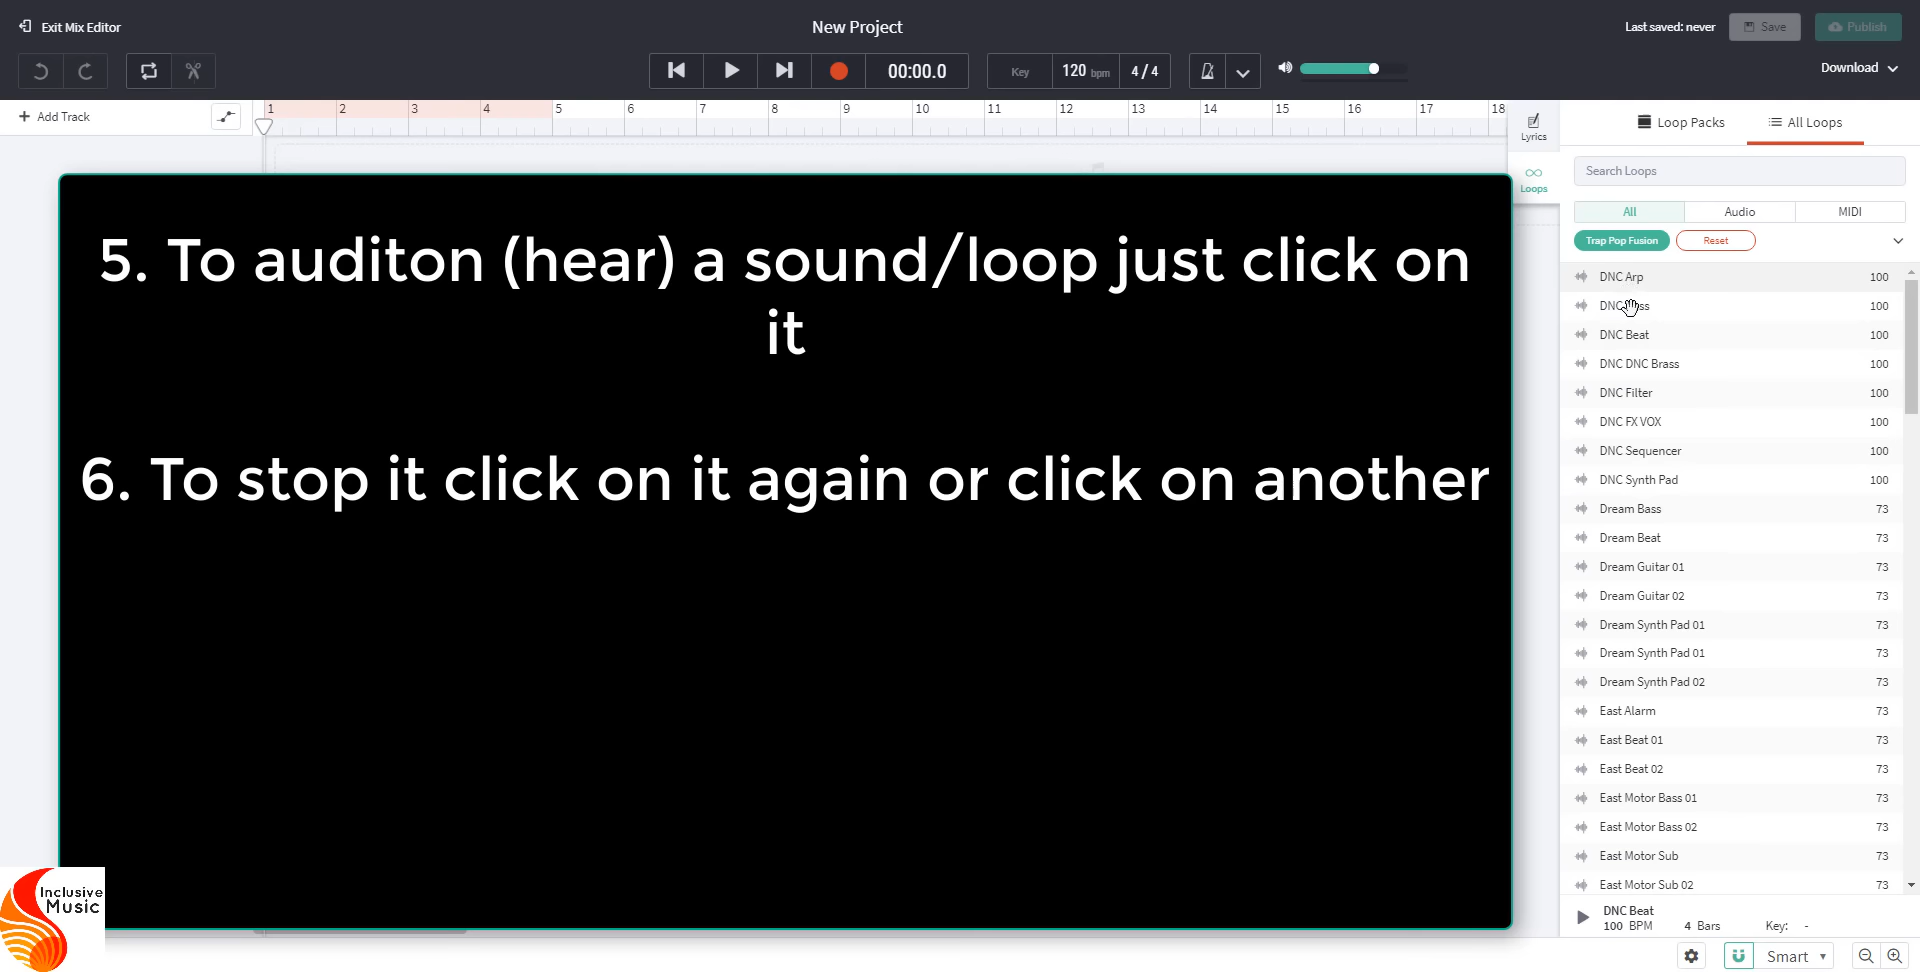 Exit Mix Editor
New Project
Last saved: never
Save
Publish
00:00.0
Key
120 bpm
4 / 4
Download
Add Track
1 2 3 4 5 6 7 8 9 10 11 12 13 14 15 16 17 18
Lyrics
Loops
Loop Packs
All Loops
Search Loops
All
Audio
MIDI
Trap Pop Fusion
Reset
5. To auditon (hear) a sound/loop just click on
it
6. To stop it click on it again or click on another
DNC Arp 100
DNC 100
DNC Beat 100
DNC DNC Brass 100
DNC Filter 100
DNC FX VOX 100
DNC Sequencer 100
DNC Synth Pad 100
Dream Bass 73
Dream Beat 73
Dream Guitar 01 73
Dream Guitar 02 73
Dream Synth Pad 01 73
Dream Synth Pad 01 73
Dream Synth Pad 02 73
East Alarm 73
East Beat 01 73
East Beat 02 73
East Motor Bass 01 73
East Motor Bass 02 73
East Motor Sub 73
East Motor Sub 02 73
DNC Beat
100 BPM 4 Bars Key: -
Smart
Inclusive
Music